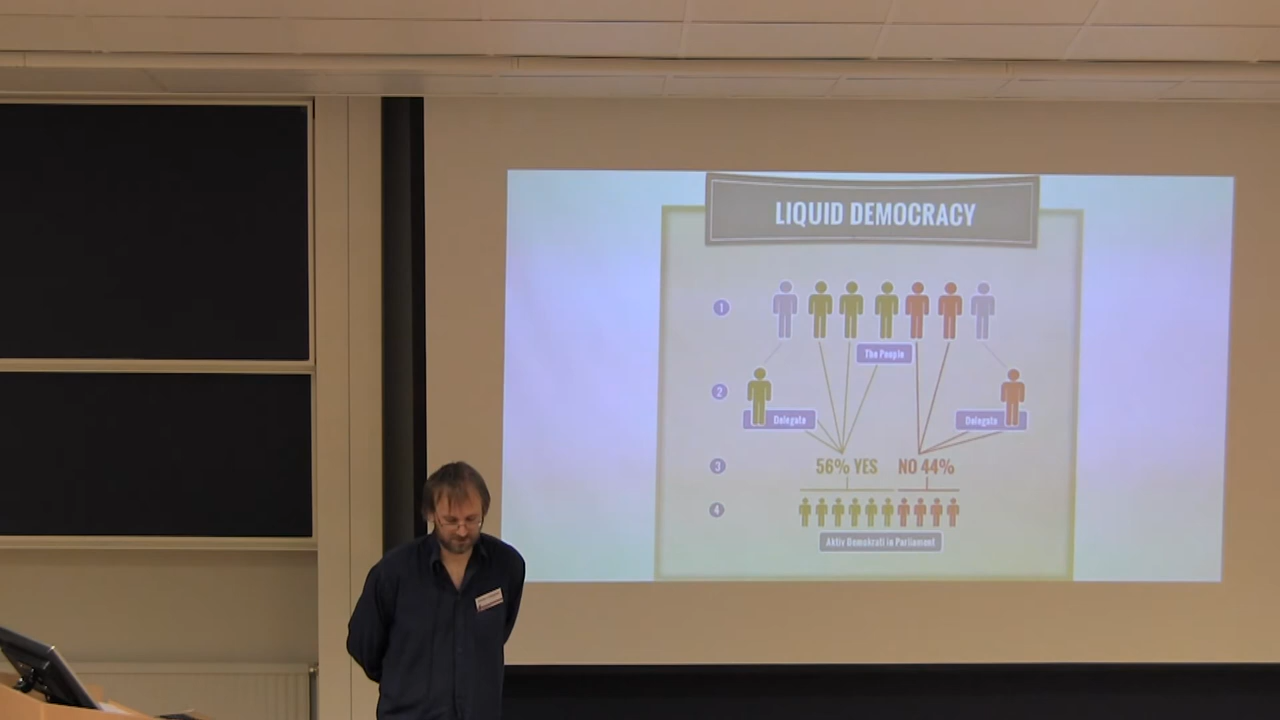 LIQUID DEMOCRACY
1
The People
2
Delegate
Delegate
3
56% YES
NO 44%
4
Aktiv Demokrati in Parliament